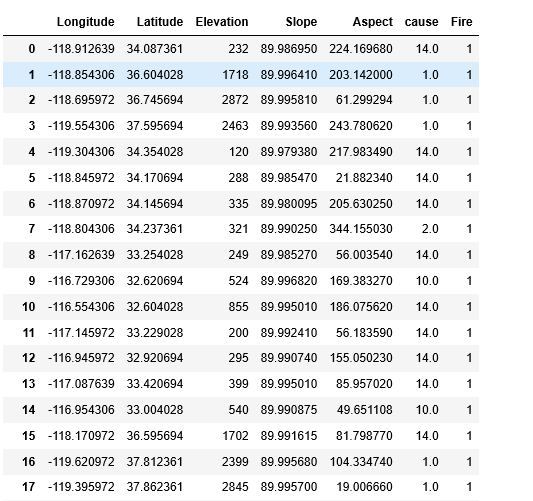 Longitude Latitude Elevation Slope Aspect cause Fire
0 -118.912639 34.087361 232 89.986950 224.169680 14.0 1
1 -118.854306 36.604028 1718 89.996410 203.142000 1.0 1
2 -118.695972 36.745694 2872 89.995810 61.299294 1.0 1
3 -119.554306 37.595694 2463 89.993560 243.780620 1.0 1
4 -119.304306 34.354028 120 89.979380 217.983490 14.0 1
5 -118.845972 34.170694 288 89.985470 21.882340 14.0 1
6 -118.870972 34.145694 335 89.980095 205.630250 14.0 1
7 -118.804306 34.237361 321 89.990250 344.155030 2.0 1
8 -117.162639 33.254028 249 89.985270 56.003540 14.0 1
9 -116.729306 32.620694 524 89.996820 169.383270 10.0 1
10 -116.554306 32.604028 855 89.995010 186.075620 14.0 1
11 -117.145972 33.229028 200 89.992410 56.183590 14.0 1
12 -116.945972 32.920694 295 89.990740 155.050230 14.0 1
13 -117.087639 33.420694 399 89.995010 85.957020 14.0 1
14 -116.954306 33.004028 540 89.990875 49.651108 10.0 1
15 -118.170972 36.595694 1702 89.991615 81.798770 14.0 1
16 -119.620972 37.812361 2399 89.995680 104.334740 1.0 1
17 -119.395972 37.862361 2845 89.995700 19.006660 1.0 1